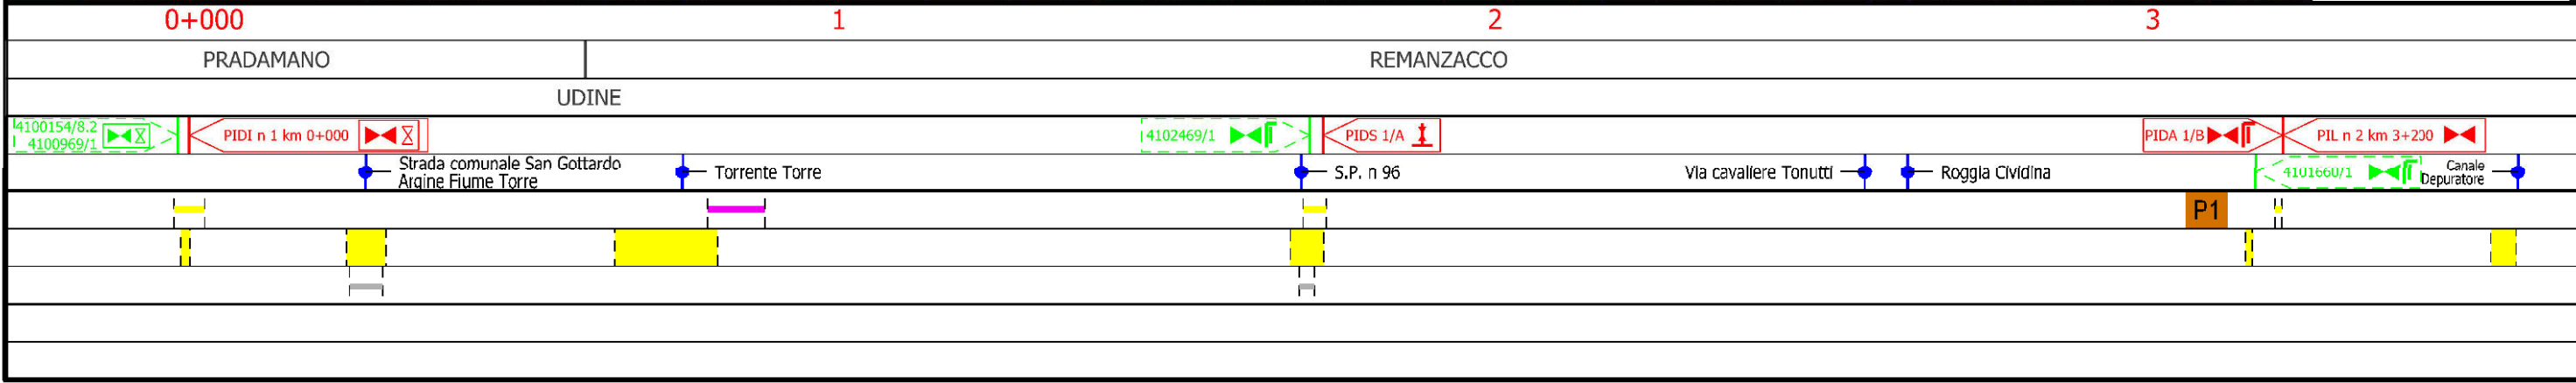 0+000 1 2 3
PRADAMANO REMANZACCO
UDINE
4100154/8.2
4100969/1
PIDI n 1 km 0+000
4102469/1
PIDS 1/A
PIDA 1/B
PIL n 2 km 3+200
Strada comunale San Gottardo
Argine Fiume Torre
Torrente Torre
S.P. n 96
Via cavaliere Tonutti
Roggia Cividina
4101660/1
Canale
Depuratore
P1